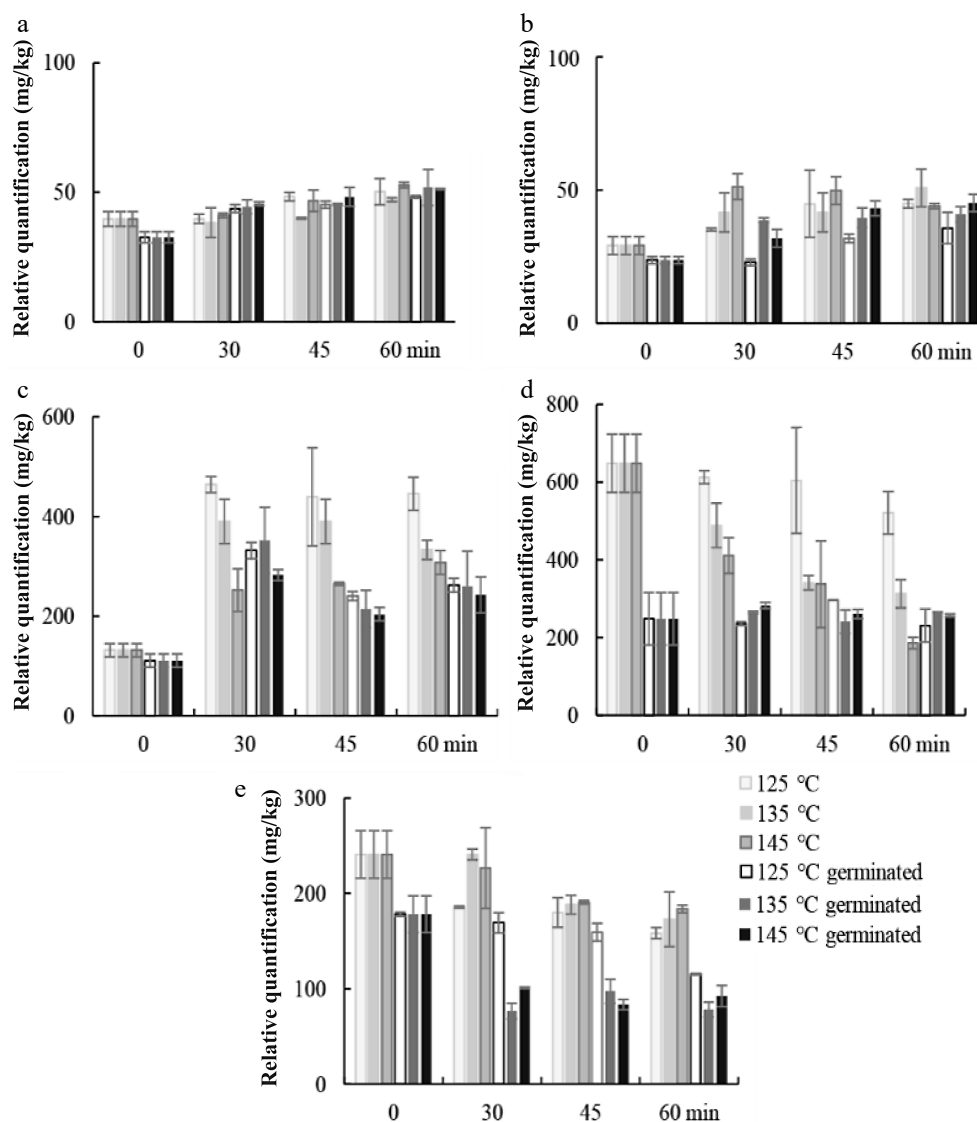 a
Relative quantification (mg/kg)
100
50
0
0 30 45 60 min
b
Relative quantification (mg/kg)
100
50
0
0 30 45 60 min
c
Relative quantification (mg/kg)
600
400
200
0
0 30 45 60 min
d
Relative quantification (mg/kg)
800
600
400
200
0
0 30 45 60 min
e
Relative quantification (mg/kg)
300
200
100
0
0 30 45 60 min
125 °C
135 °C
145 °C
125 °C germinated
135 °C germinated
145 °C germinated